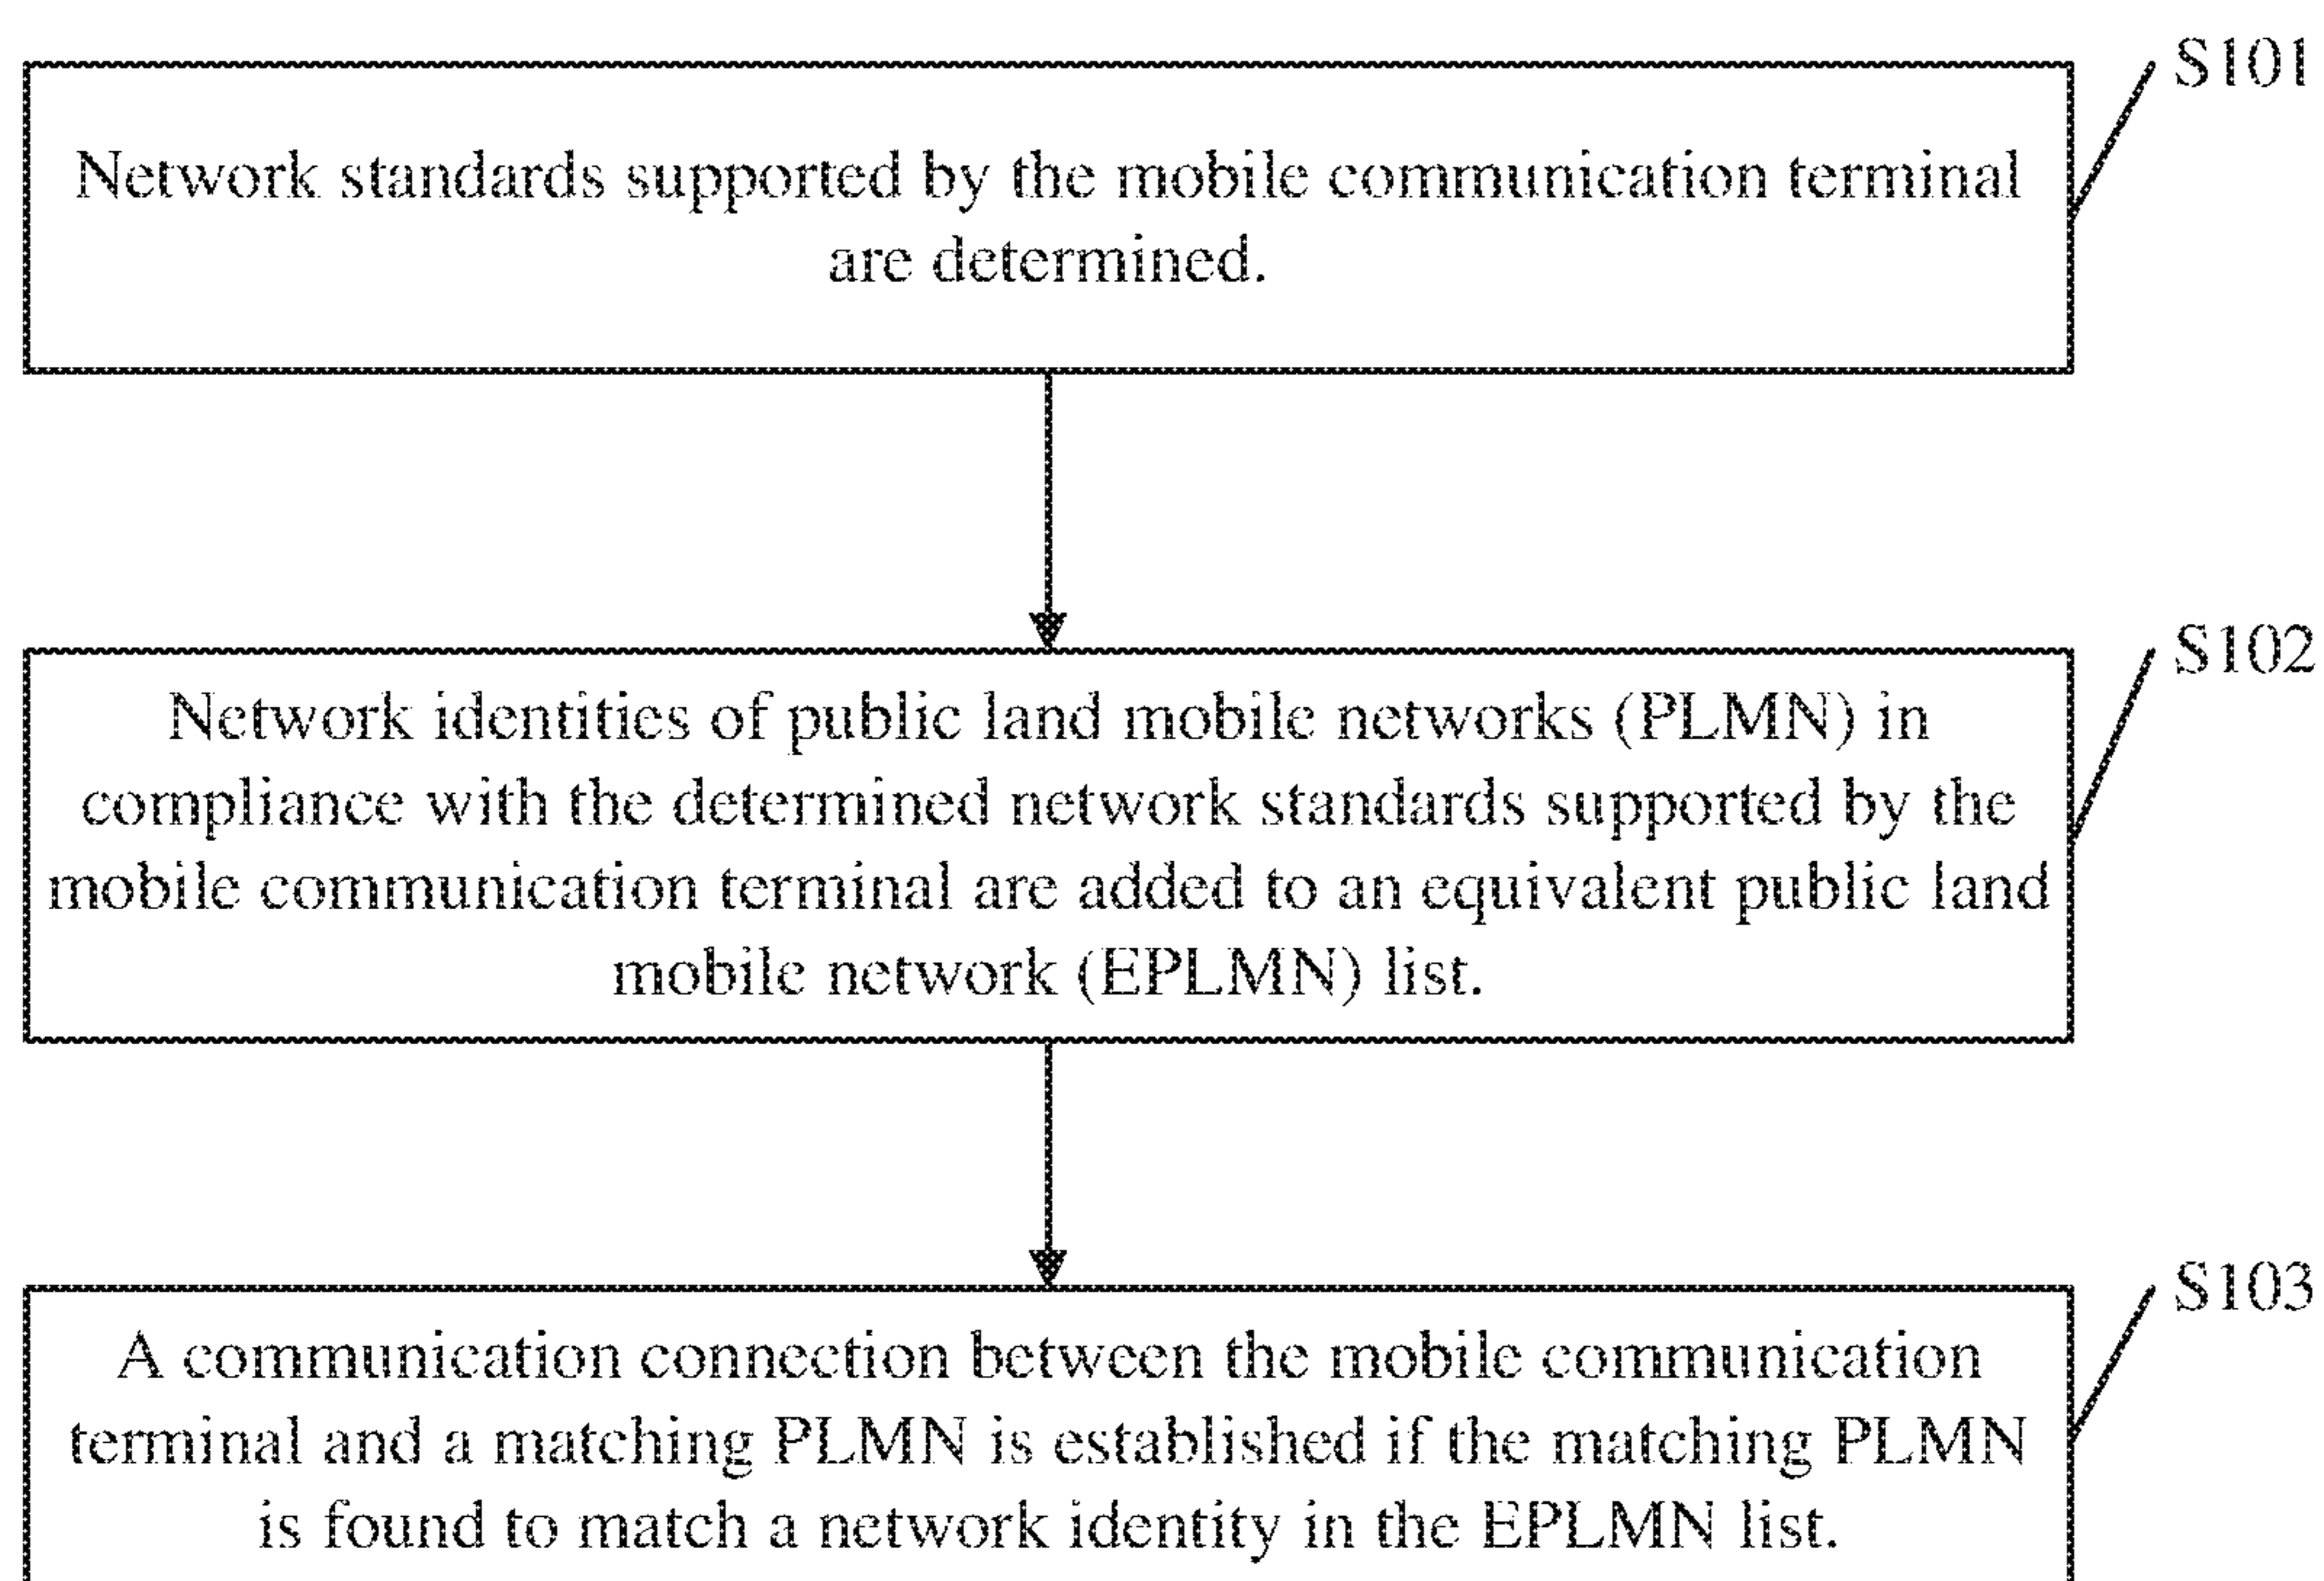 S101
Network standards supported by the mobile communication terminal
are determined.
S102
Network identities of public land mobile networks (PLMN) in
compliance with the determined network standards supported by the
mobile communication terminal are added to an equivalent public land
mobile network (EPLMN) list.
S103
A communication connection between the mobile communication
terminal and a matching PLMN is established if the matching PLMN
is found to match a network identity in the EPLMN list.